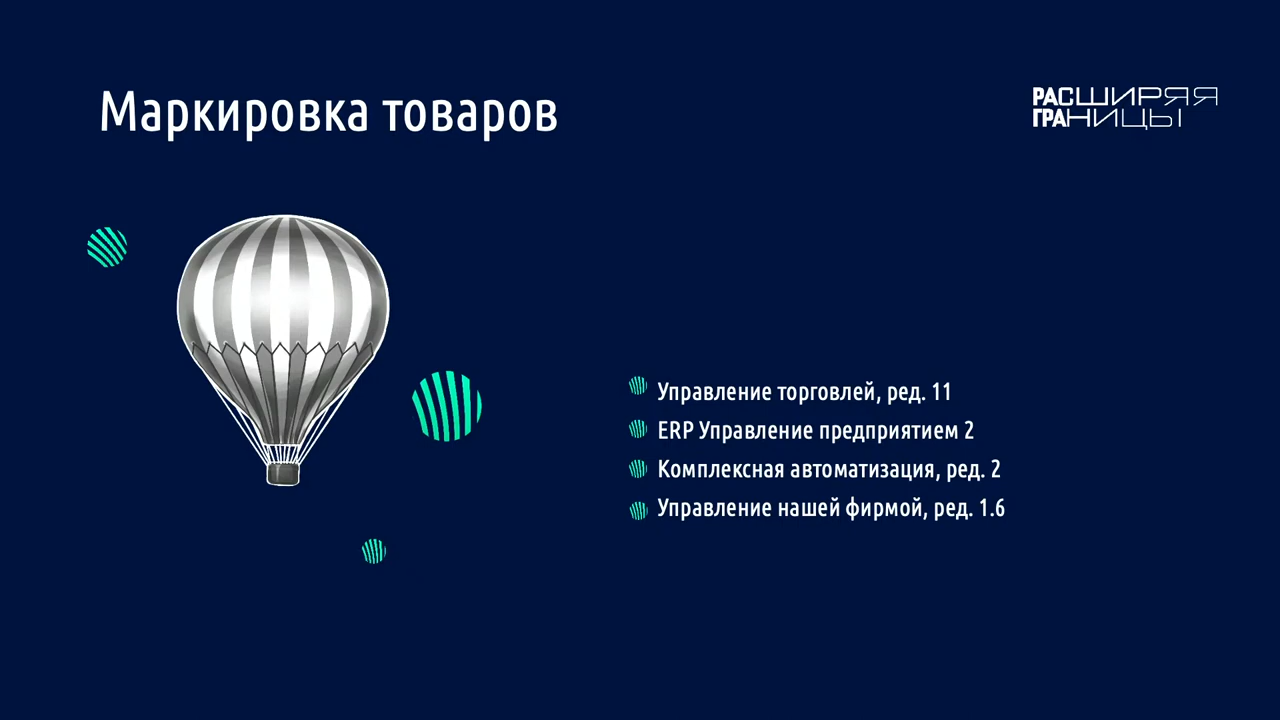 Маркировка товаров
РАСШИРЯЯ
ГРАНИЦЫ
Управление торговлей, ред. 11
ERP Управление предприятием 2
Комплексная автоматизация, ред. 2
Управление нашей фирмой, ред. 1.6